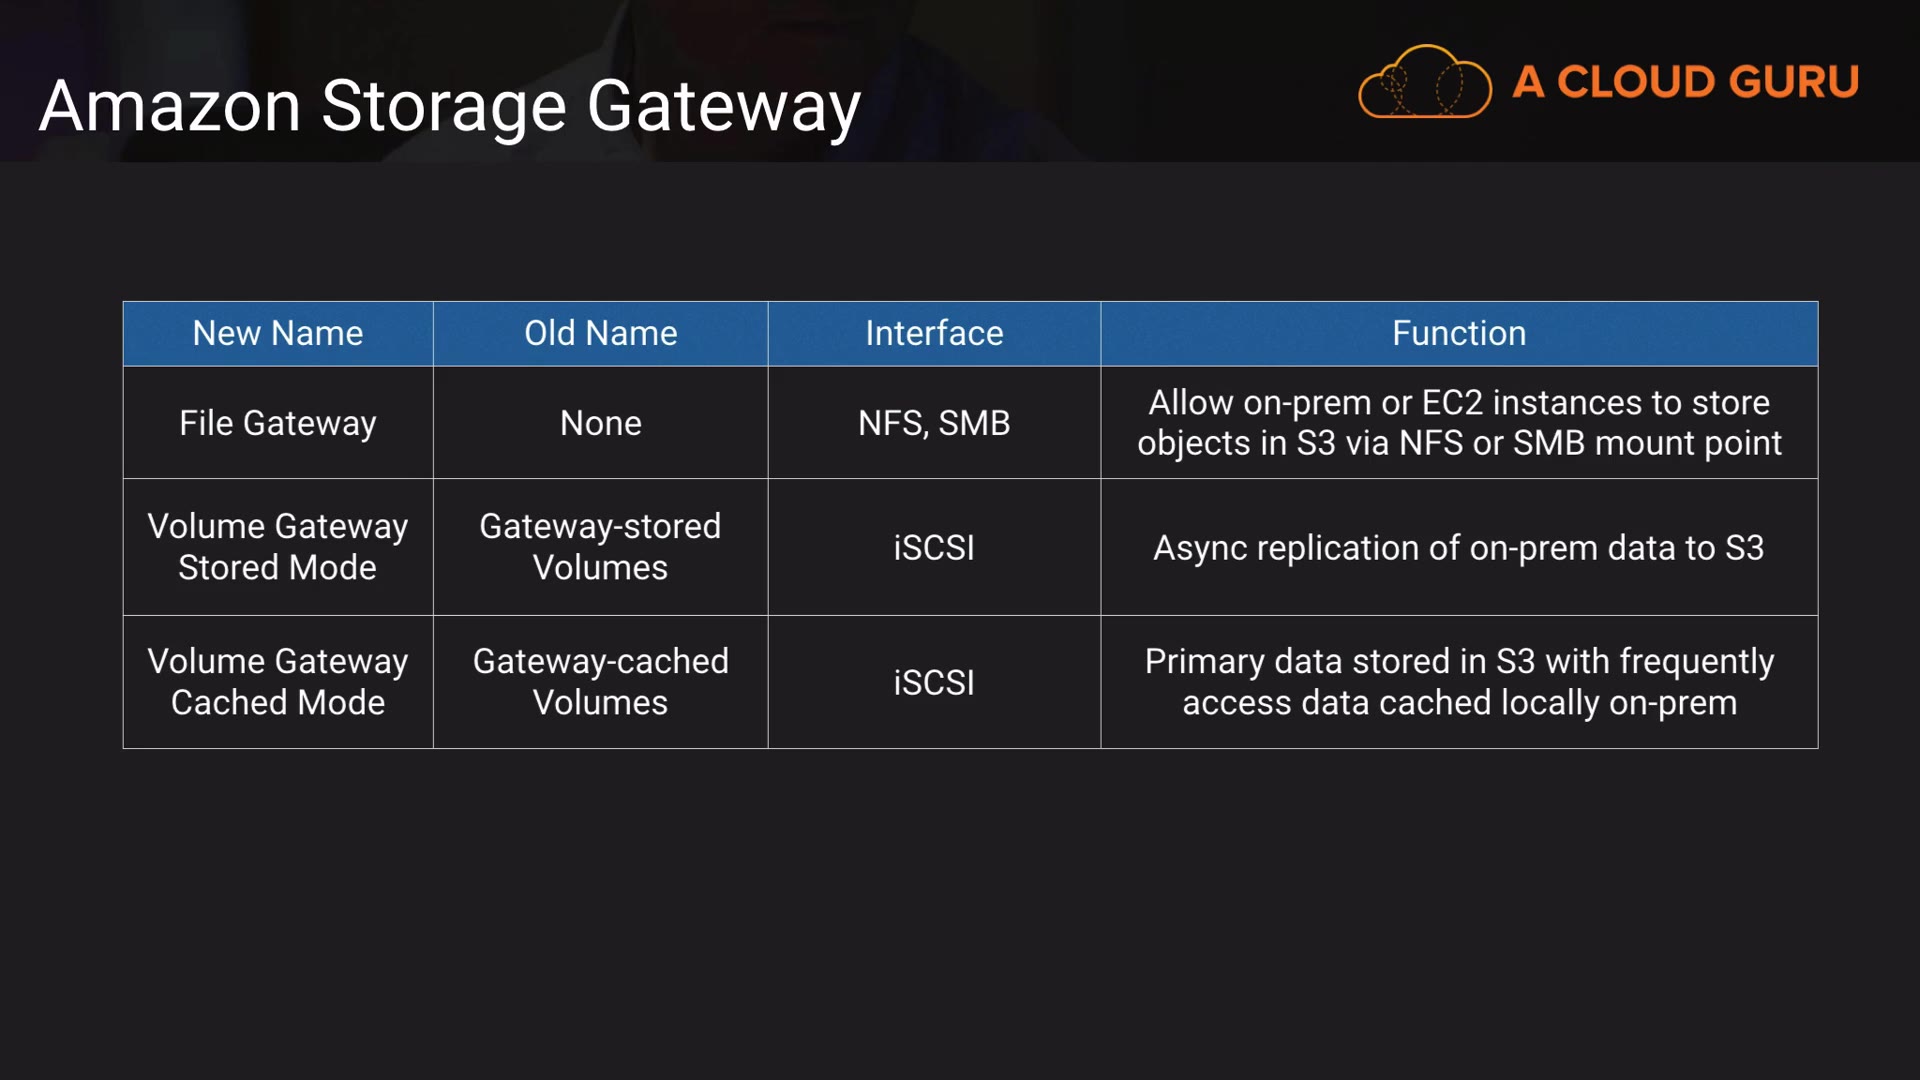 Amazon Storage Gateway
A CLOUD GURU
New Name
Old Name
Interface
Function
File Gateway
None
NFS, SMB
Allow on-prem or EC2 instances to store
objects in S3 via NFS or SMB mount point
Volume Gateway
Stored Mode
Gateway-stored
Volumes
iSCSI
Async replication of on-prem data to S3
Volume Gateway
Cached Mode
Gateway-cached
Volumes
iSCSI
Primary data stored in S3 with frequently
access data cached locally on-prem